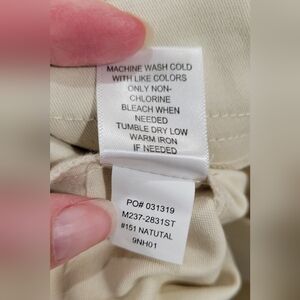 MACHINE WASH COLD
WITH LIKE COLORS
ONLY NON-
CHLORINE
BLEACH WHEN
NEEDED
TUMBLE DRY LOW
WARM IRON
IF NEEDED
PO# 031319
M237-2831ST
#151 NATUTAL
9NH01